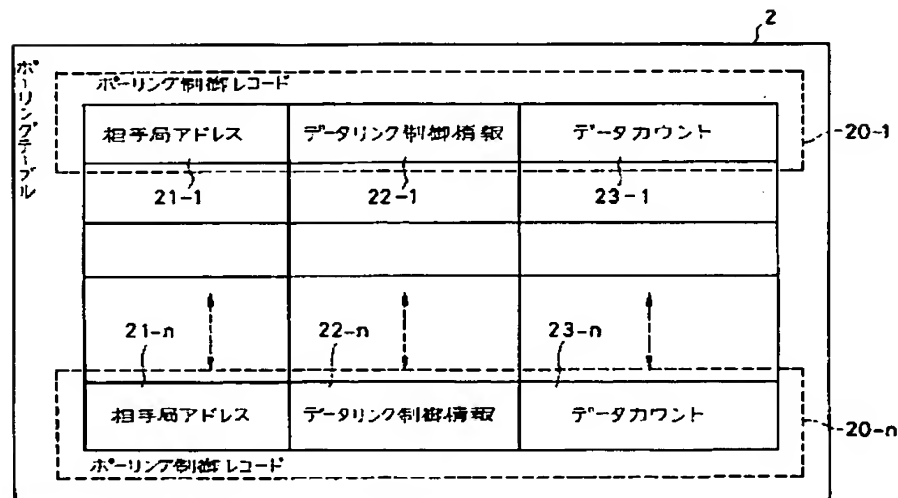 2
ポーリングテーブル
ポーリング制御レコード
相手局アドレス
データリンク制御情報
データカウント
20-1
21-1
22-1
23-1
21-n
22-n
23-n
相手局アドレス
データリンク制御情報
データカウント
20-n
ポーリング制御レコード